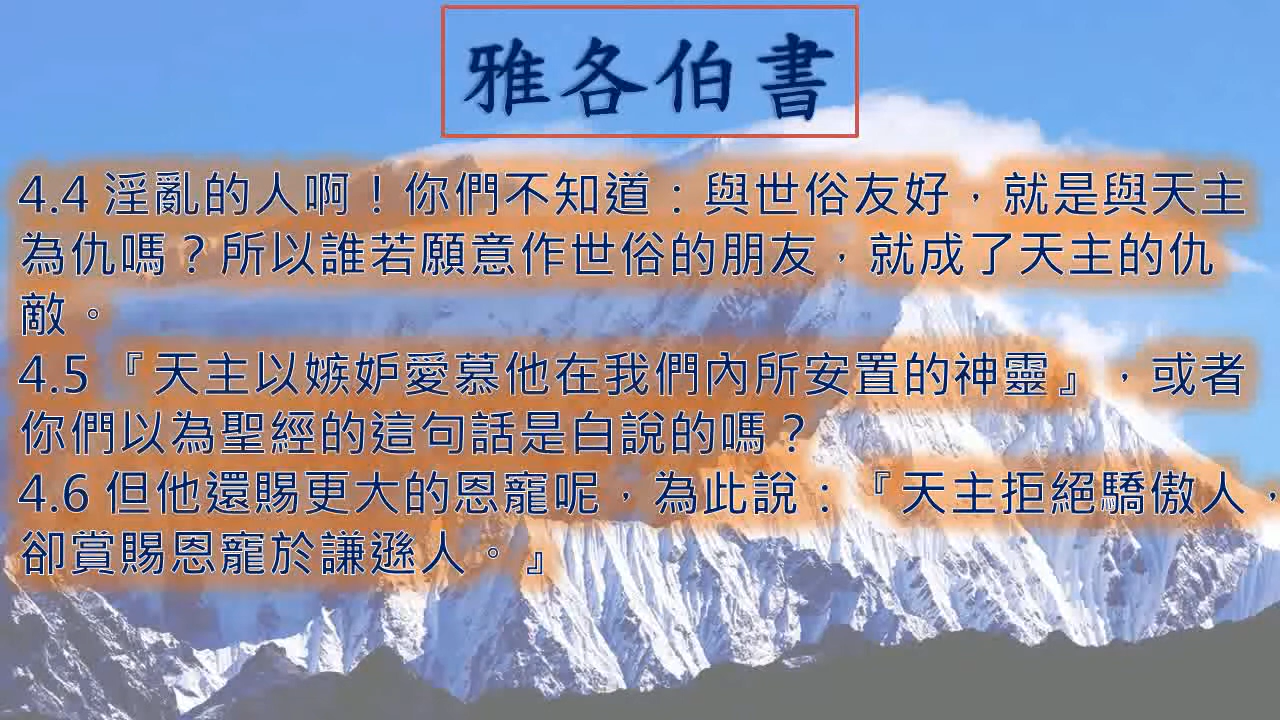 雅各伯書
4.4 淫亂的人啊！你們不知道：與世俗友好，就是與天主
為仇嗎？所以誰若願意作世俗的朋友，就成了天主的仇
敵。
4.5 『天主以嫉妒愛慕他在我們內所安置的神靈』，或者
你們以為聖經的這句話是白說的嗎？
4.6 但他還賜更大的恩寵呢，為此說：『天主拒絕驕傲人，
卻賞賜恩寵於謙遜人。』